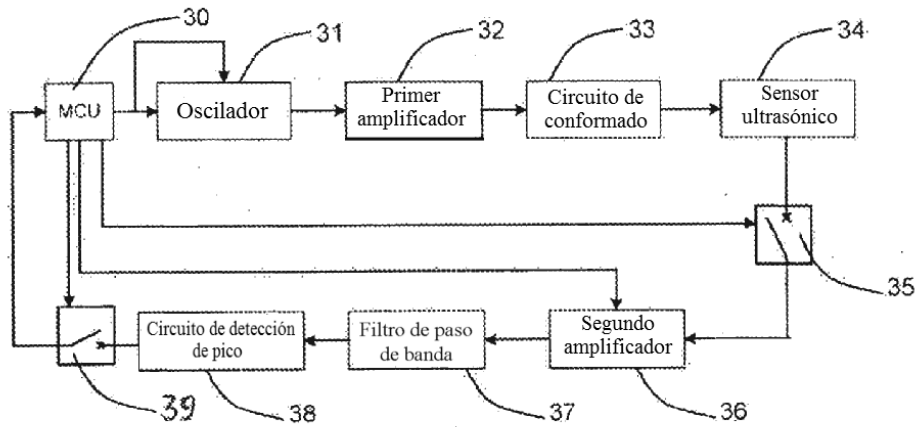 30
31
32
33
34
MCU
Oscilador
Primer
amplificador
Circuito de
conformado
Sensor
ultrasónico
35
Circuito de detección
de pico
Filtro de paso
de banda
Segundo
amplificador
39
38
37
36